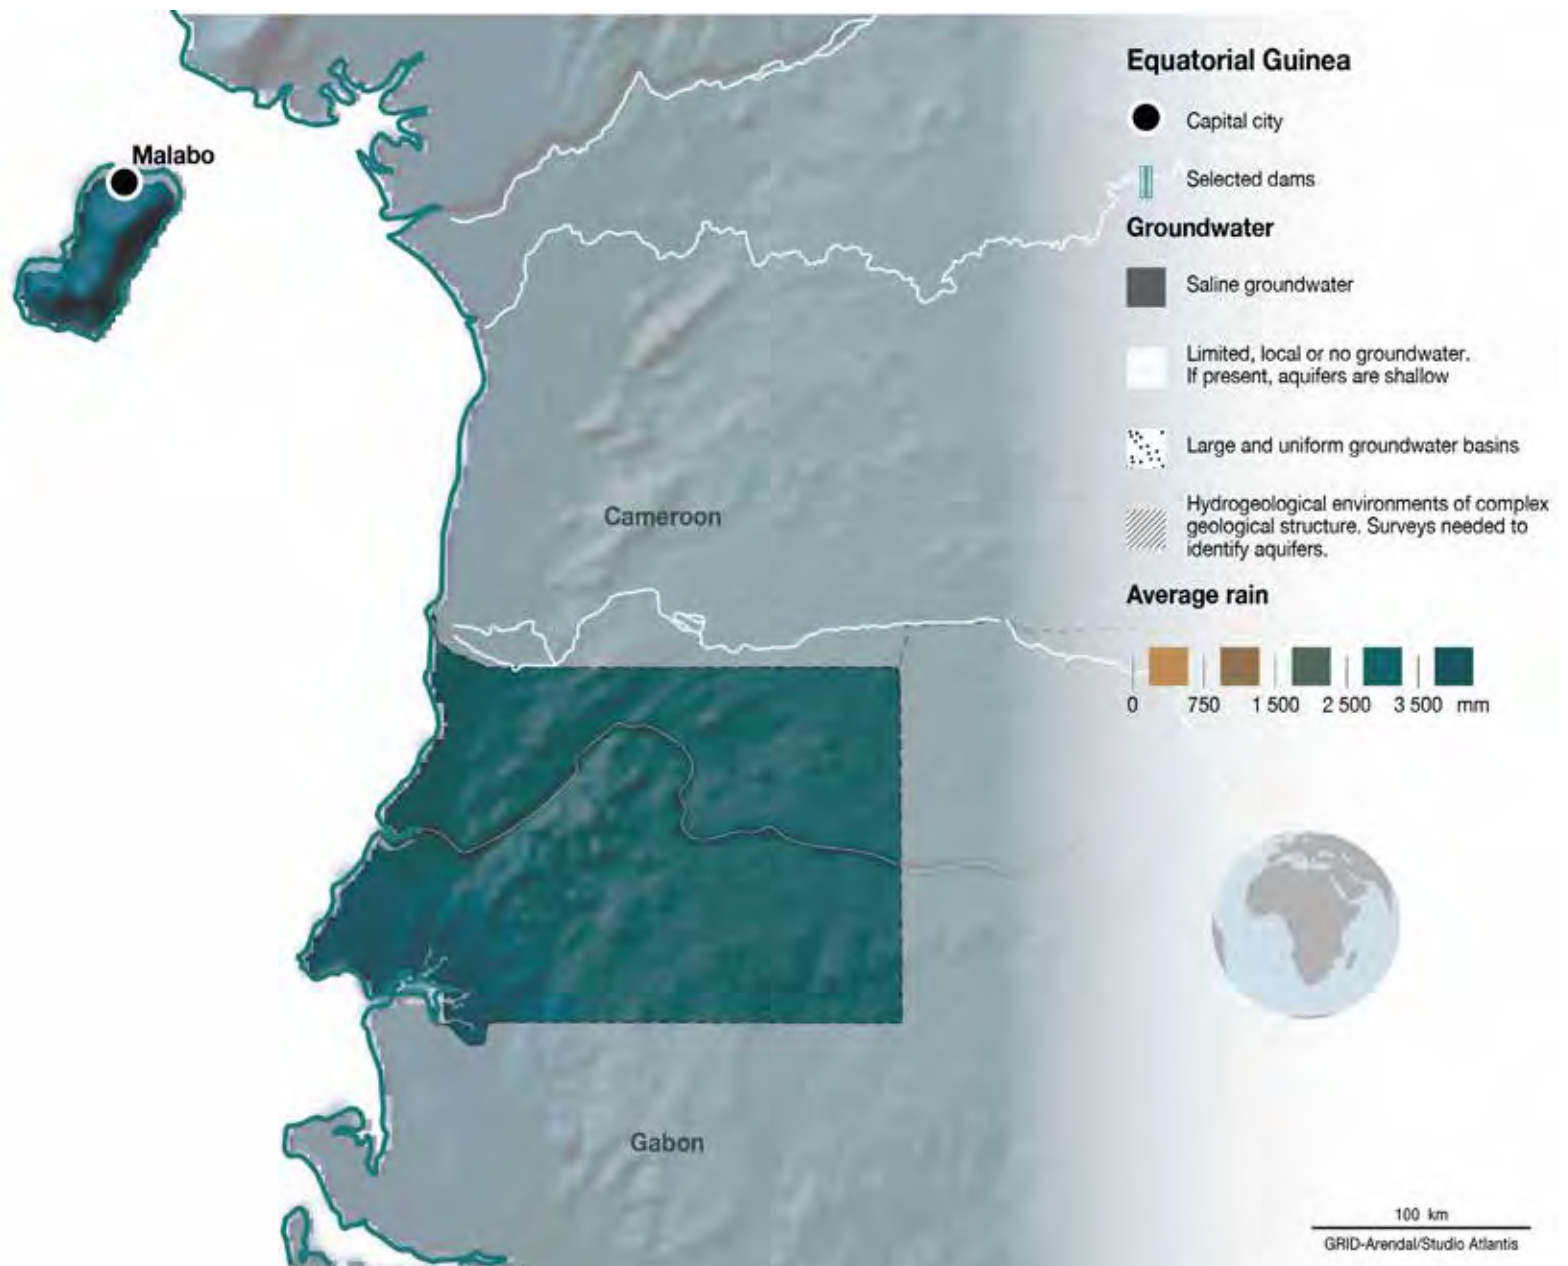 Equatorial Guinea
Capital city
Malabo
Selected dams
Groundwater
Saline groundwater
Limited, local or no groundwater.
If present, aquifers are shallow
Large and uniform groundwater basins
Hydrogeological environments of complex
geological structure. Surveys needed to
identify aquifers.
Cameroon
Average rain
0 750 1 500 2 500 3 500 mm
Gabon
100 km
GRID-Arendal/Studio Atlantis